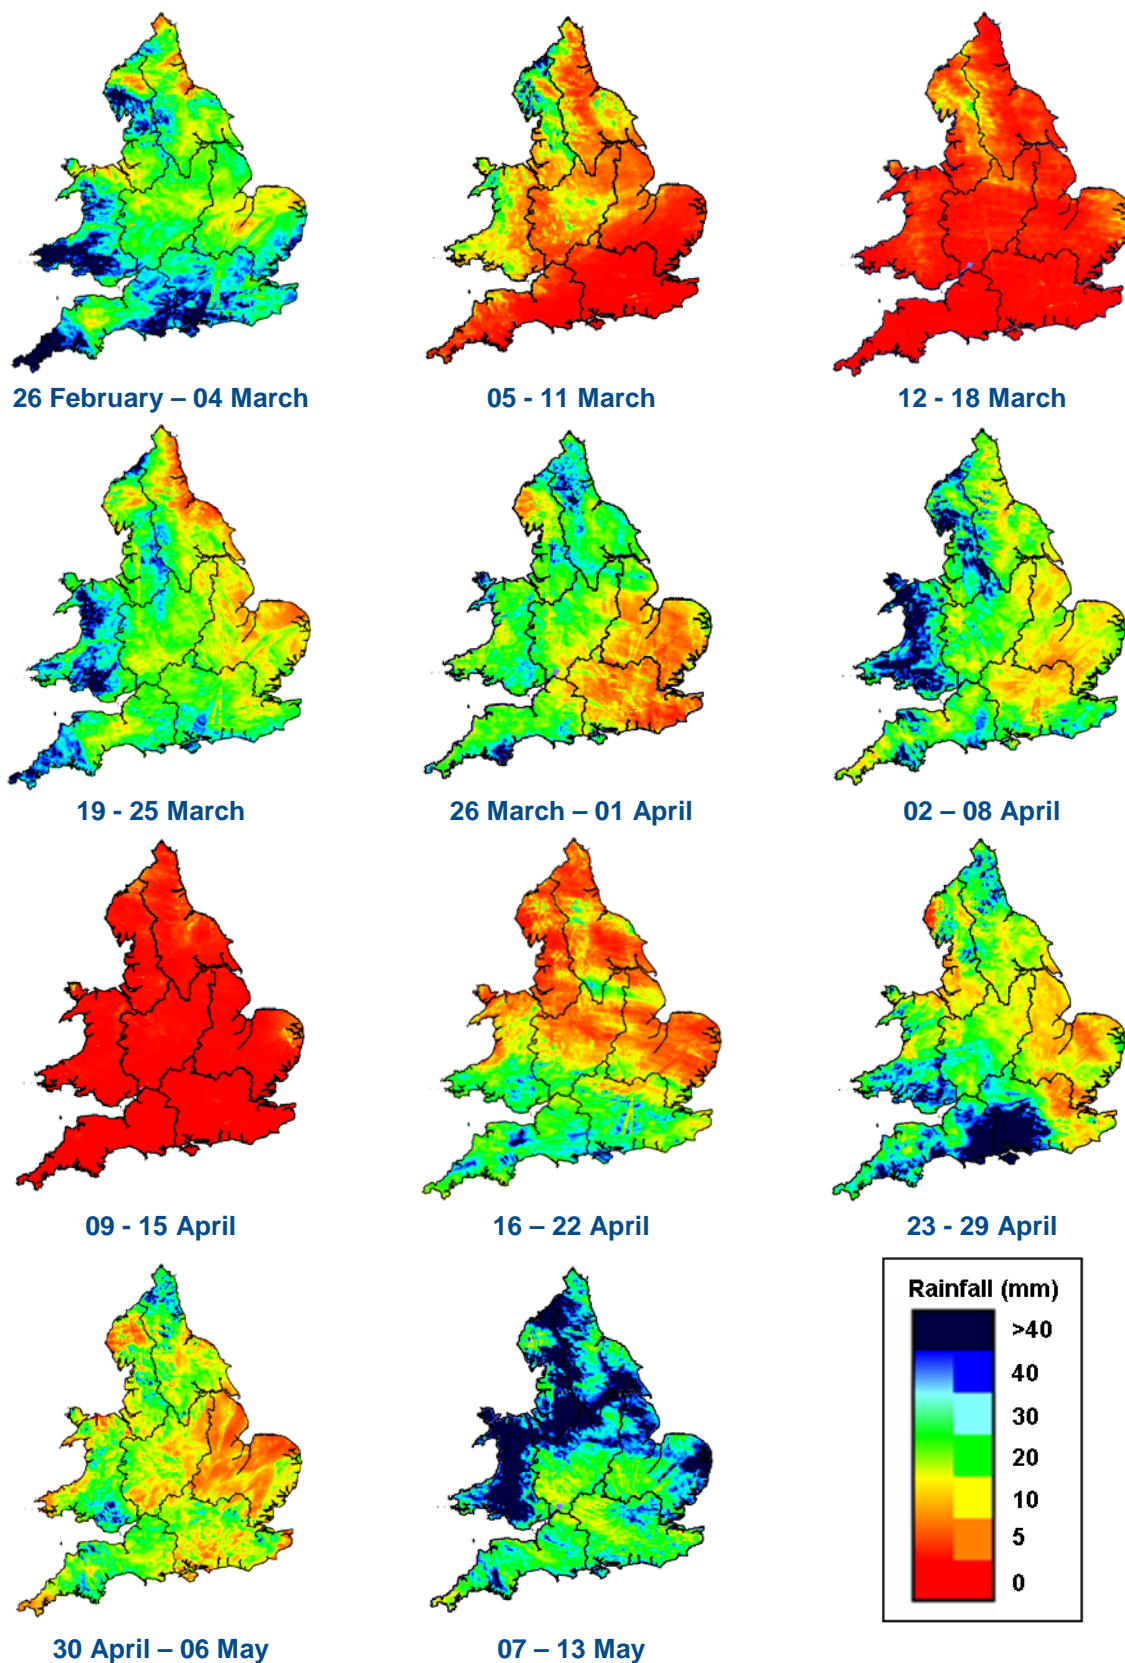 26 February – 04 March
05 - 11 March
12 - 18 March
19 - 25 March
26 March – 01 April
02 – 08 April
09 - 15 April
16 – 22 April
23 - 29 April
Rainfall (mm)
>40
40
30
20
10
5
0
30 April – 06 May
07 – 13 May